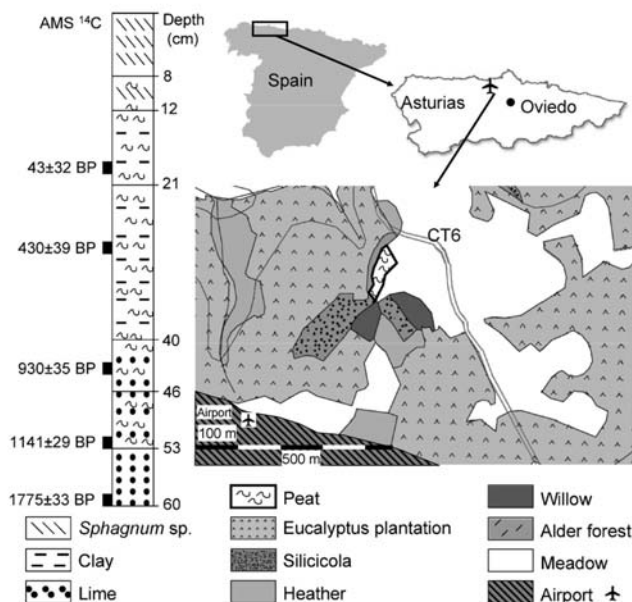 AMS ¹⁴C
Depth
(cm)
8
12
43±32 BP
21
430±39 BP
40
930±35 BP
46
1141±29 BP
53
1775±33 BP
60
Spain
Asturias
Oviedo
CT6
Airport
100 m
500 m
Sphagnum sp.
Clay
Lime
Peat
Eucalyptus plantation
Silicicola
Heather
Willow
Alder forest
Meadow
Airport